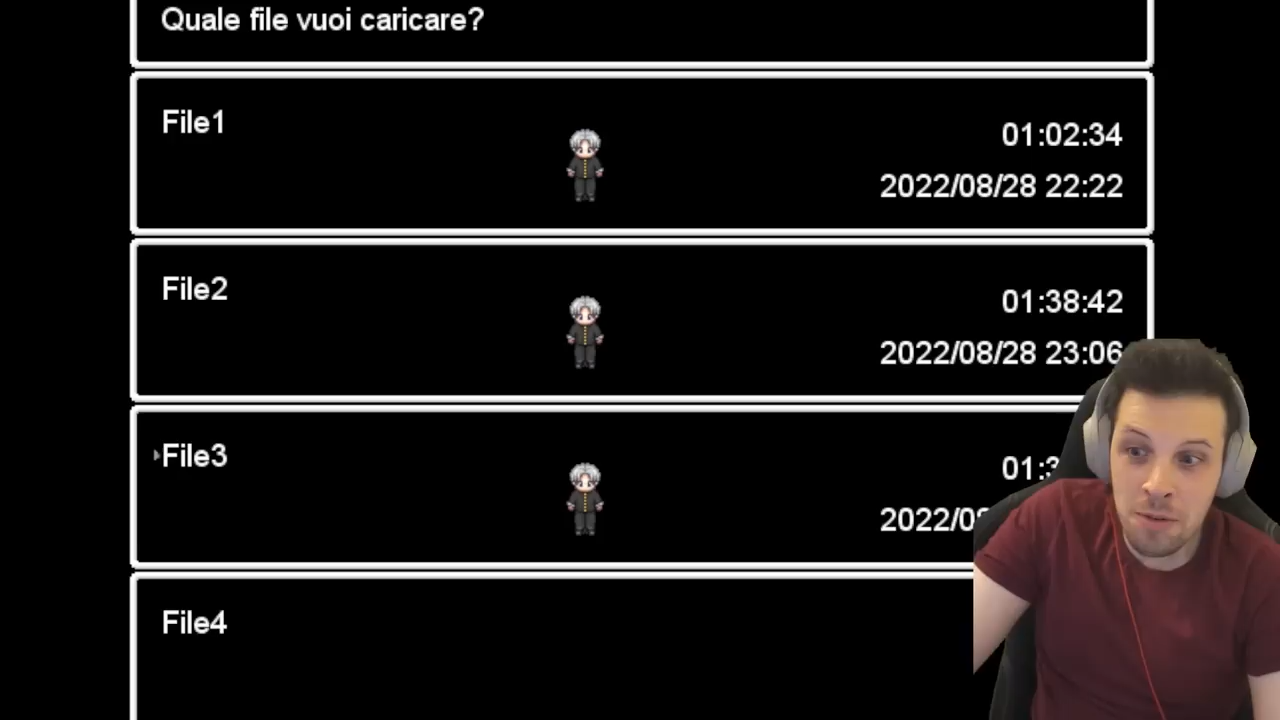 Quale file vuoi caricare?
File1
01:02:34
2022/08/28 22:22
File2
01:38:42
2022/08/28 23:06
File3
File4